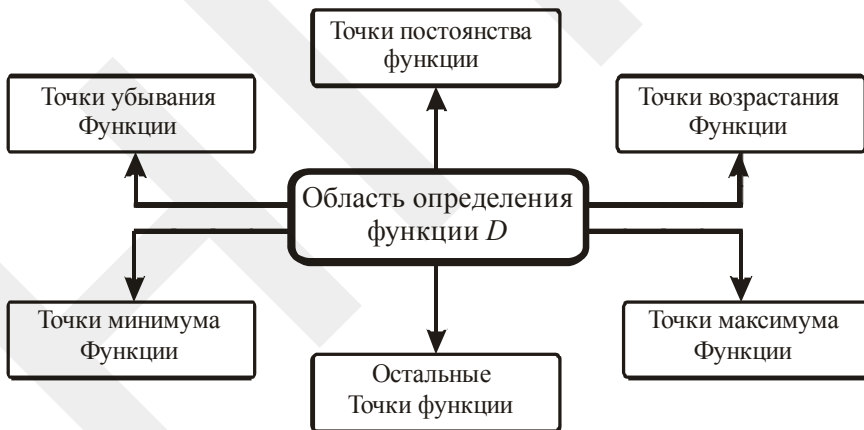 Точки постоянства
функции
Точки убывания
Функции
Точки возрастания
Функции
Область определения
функции D
Точки минимума
Функции
Точки максимума
Функции
Остальные
Точки функции